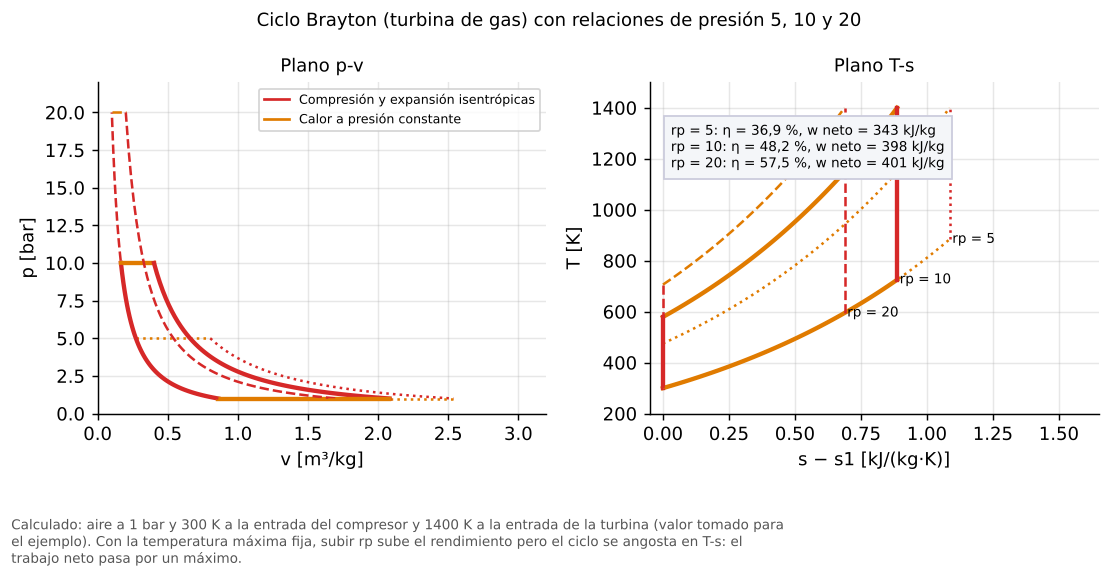 Ciclo Brayton (turbina de gas) con relaciones de presión 5, 10 y 20
Plano p-v
Compresión y expansión isentrópicas
Calor a presión constante
20.0
17.5
15.0
12.5
10.0
7.5
5.0
2.5
0.0
p [bar]
0.0 0.5 1.0 1.5 2.0 2.5 3.0
v [m³/kg]
Plano T-s
rp = 5: η = 36,9 %, w neto = 343 kJ/kg
rp = 10: η = 48,2 %, w neto = 398 kJ/kg
rp = 20: η = 57,5 %, w neto = 401 kJ/kg
1400
1200
1000
800
600
400
200
T [K]
rp = 5
rp = 10
rp = 20
0.00 0.25 0.50 0.75 1.00 1.25 1.50
s − s1 [kJ/(kg·K)]
Calculado: aire a 1 bar y 300 K a la entrada del compresor y 1400 K a la entrada de la turbina (valor tomado para
el ejemplo). Con la temperatura máxima fija, subir rp sube el rendimiento pero el ciclo se angosta en T-s: el
trabajo neto pasa por un máximo.